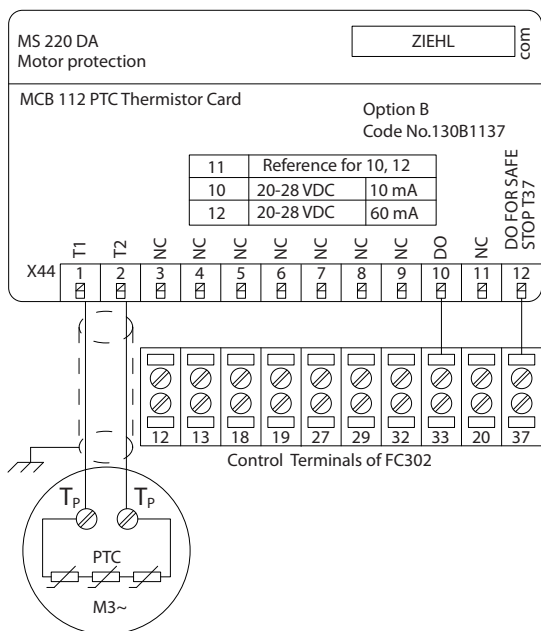 MS 220 DA
Motor protection
ZIEHL
com
MCB 112 PTC Thermistor Card
Option B
Code No.130B1137
11 Reference for 10, 12
10 20-28 VDC 10 mA
12 20-28 VDC 60 mA
T1 T2 NC NC NC NC NC NC NC DO NC DO FOR SAFE
STOP T37
X44 1 2 3 4 5 6 7 8 9 10 11 12
12 13 18 19 27 29 32 33 20 37
Control Terminals of FC302
TP TP
PTC
M3~